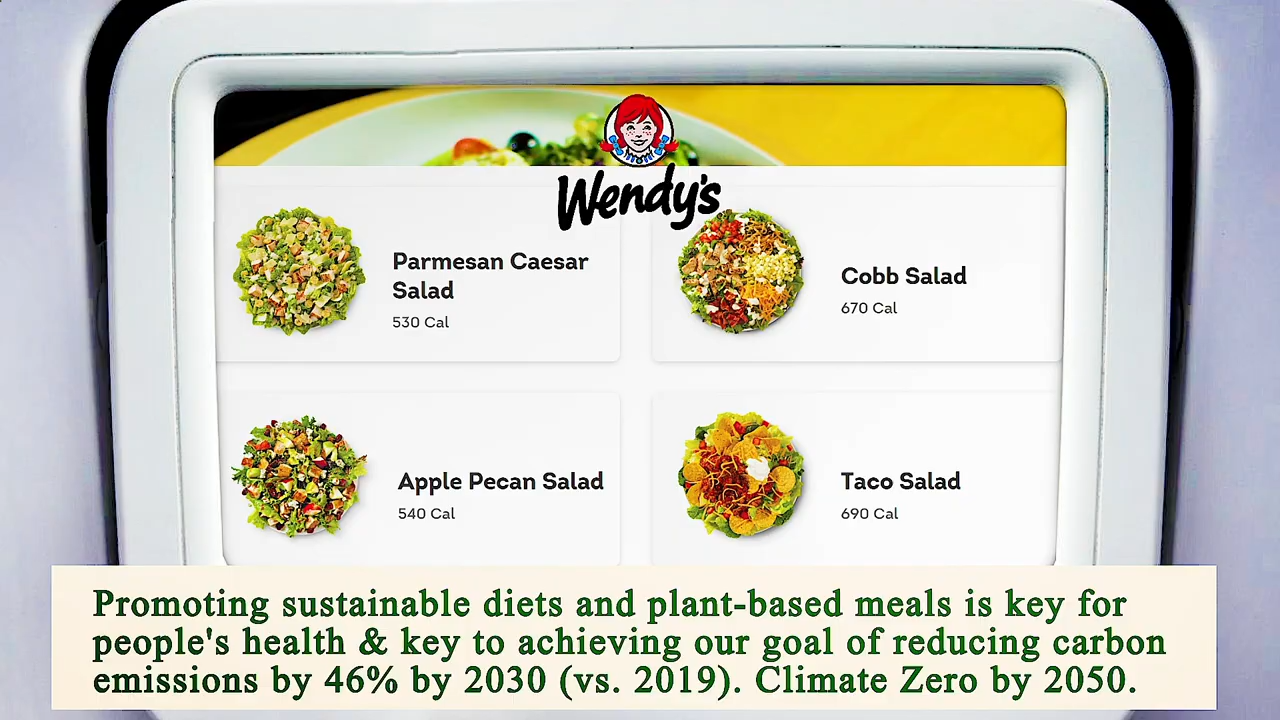 Wendy's
Parmesan Caesar
Salad
530 Cal
Cobb Salad
670 Cal
Apple Pecan Salad
540 Cal
Taco Salad
690 Cal
Promoting sustainable diets and plant-based meals is key for
people's health & key to achieving our goal of reducing carbon
emissions by 46% by 2030 (vs. 2019). Climate Zero by 2050.